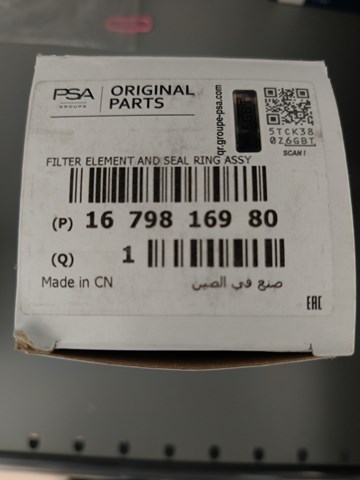 PSA
GROUPE
ORIGINAL
PARTS
qr.groupe-psa.com
5TCK38
0Z6GBT
SCAN!
FILTER ELEMENT AND SEAL RING ASSY
(P) 16 798 169 80
(Q) 1
Made in CN
صنع في الصين
EAC